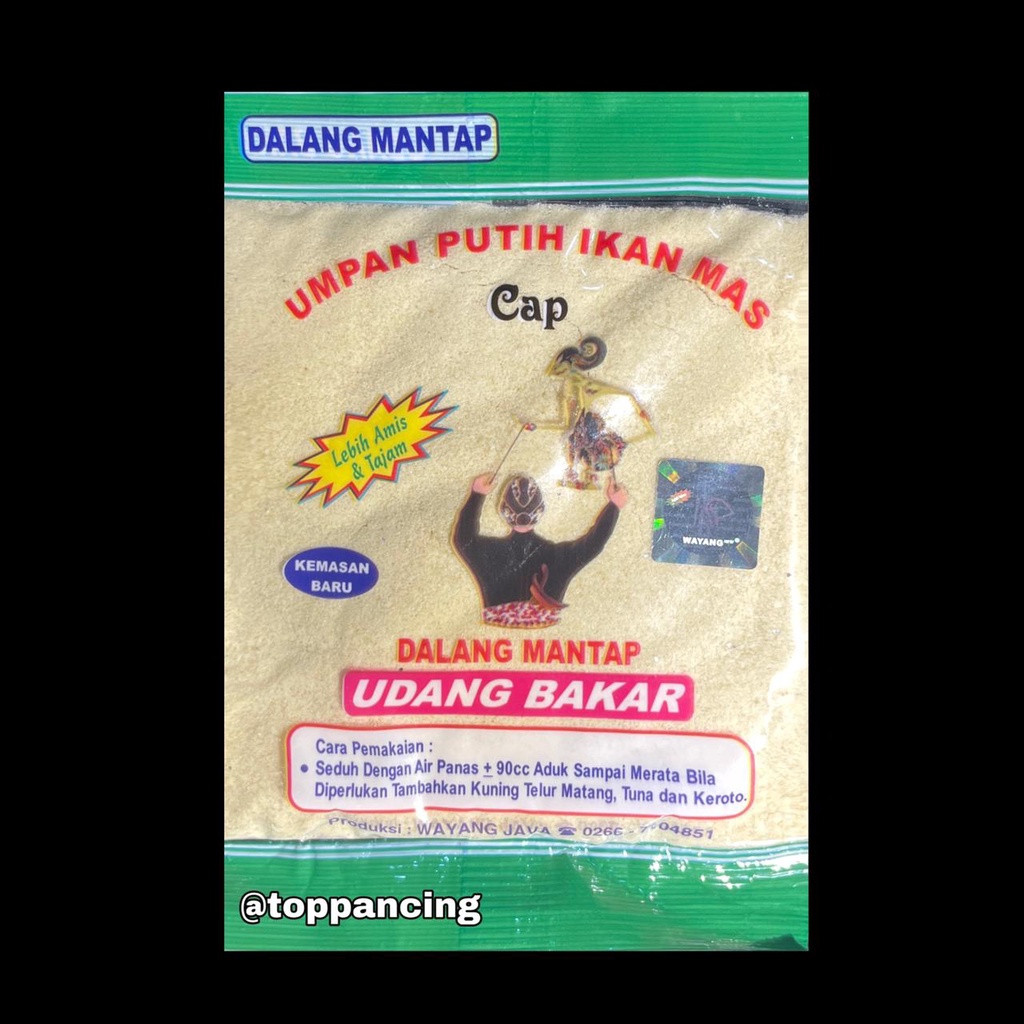 DALANG MANTAP
UMPAN PUTIH IKAN MAS
Cap
Lebih Amis
& Tajam
WAYANG
KEMASAN
BARU
DALANG MANTAP
UDANG BAKAR
Cara Pemakaian :
• Seduh Dengan Air Panas ± 90cc Aduk Sampai Merata Bila
Diperlukan Tambahkan Kuning Telur Matang, Tuna dan Keroto.
Produksi : WAYANG JAVA ☎ 0266 -
@toppancing